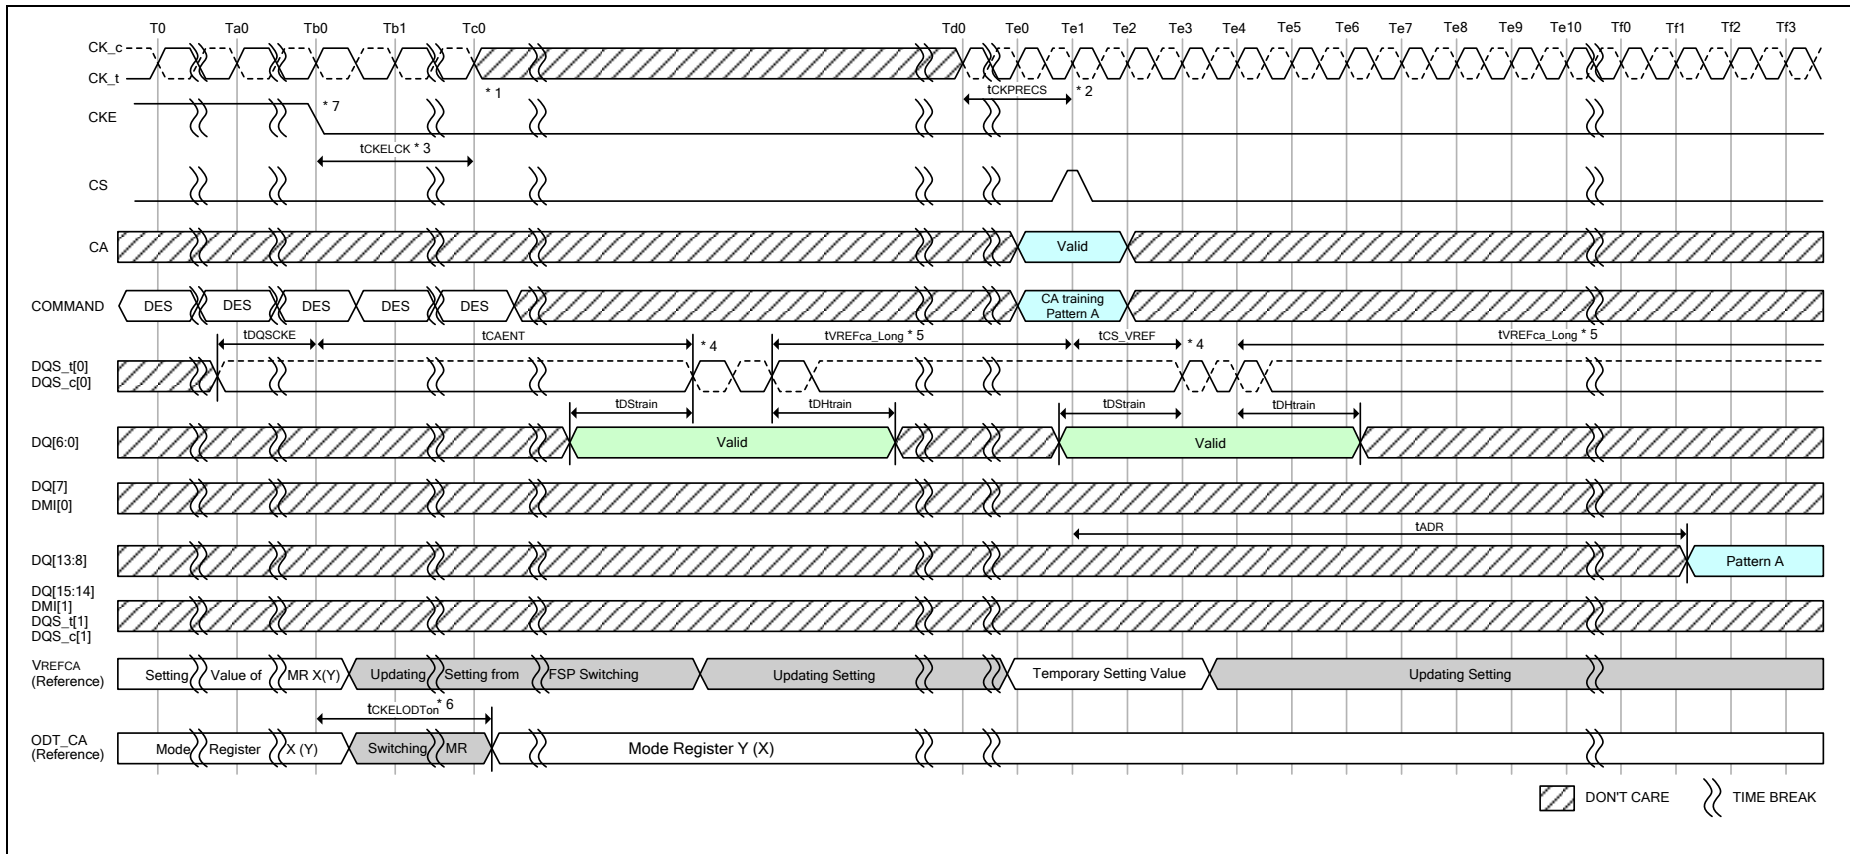 T0 Ta0 Tb0 Tb1 Tc0 Td0 Te0 Te1 Te2 Te3 Te4 Te5 Te6 Te7 Te8 Te9 Te10 Tf0 Tf1 Tf2 Tf3
CK_c
CK_t
* 1 tCKPRECS * 2
CKE * 7
tCKELCK * 3
CS
CA Valid
COMMAND DES DES DES DES DES CA training Pattern A
tDQSCKE tCAENT * 4 tVREFca_Long * 5 tCS_VREF * 4 tVREFca_Long * 5
DQS_t[0]
DQS_c[0]
tDStrain tDHtrain tDStrain tDHtrain
DQ[6:0] Valid Valid
DQ[7]
DMI[0]
tADR
DQ[13:8] Pattern A
DQ[15:14]
DMI[1]
DQS_t[1]
DQS_c[1]
VREFCA
(Reference) Setting Value of MR X(Y) Updating Setting from FSP Switching Updating Setting Temporary Setting Value Updating Setting
tCKELODTon * 6
ODT_CA
(Reference) Mode Register X (Y) Switching MR Mode Register Y (X)
DON'T CARE TIME BREAK